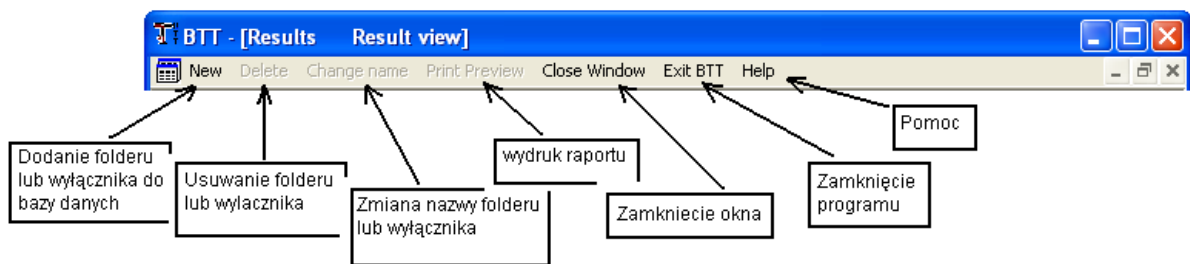 BTT - [Results Result view]
New Delete Change name Print Preview Close Window Exit BTT Help
Dodanie folderu
lub wyłącznika do
bazy danych
Usuwanie folderu
lub wylacznika
Zmiana nazwy folderu
lub wyłącznika
wydruk raportu
Zamkniecie okna
Zamknięcie
programu
Pomoc